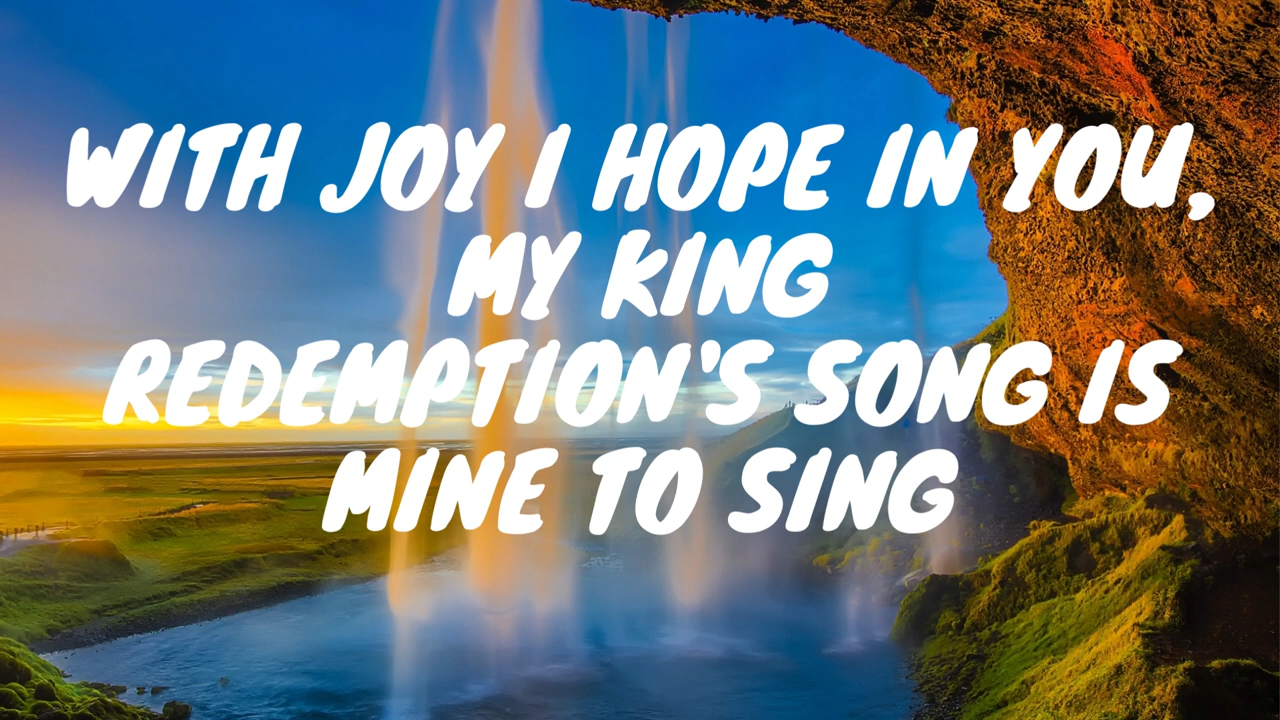 WITH JOY I HOPE IN YOU,
MY KING
REDEMPTION'S SONG IS
MINE TO SING